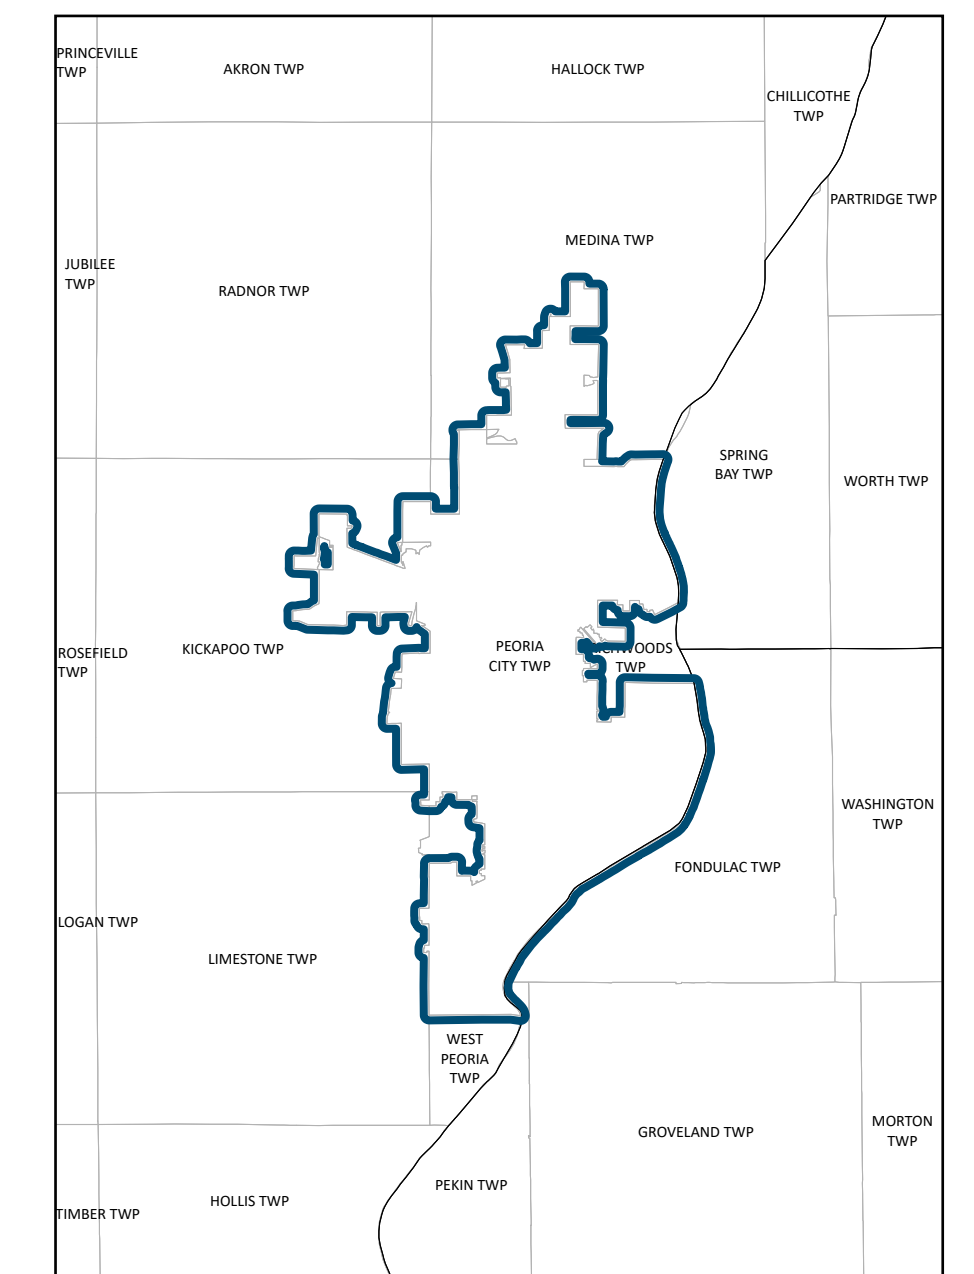 PRINCEVILLE
TWP
AKRON TWP
HALLOCK TWP
CHILLICOTHE
TWP
PARTRIDGE TWP
MEDINA TWP
JUBILEE
TWP
RADNOR TWP
SPRING
BAY TWP
WORTH TWP
ROSEFIELD
TWP
KICKAPOO TWP
PEORIA
CITY TWP
TWP
WASHINGTON
TWP
FONDULAC TWP
LOGAN TWP
LIMESTONE TWP
WEST
PEORIA
TWP
GROVELAND TWP
MORTON
TWP
PEKIN TWP
HOLLIS TWP
TIMBER TWP